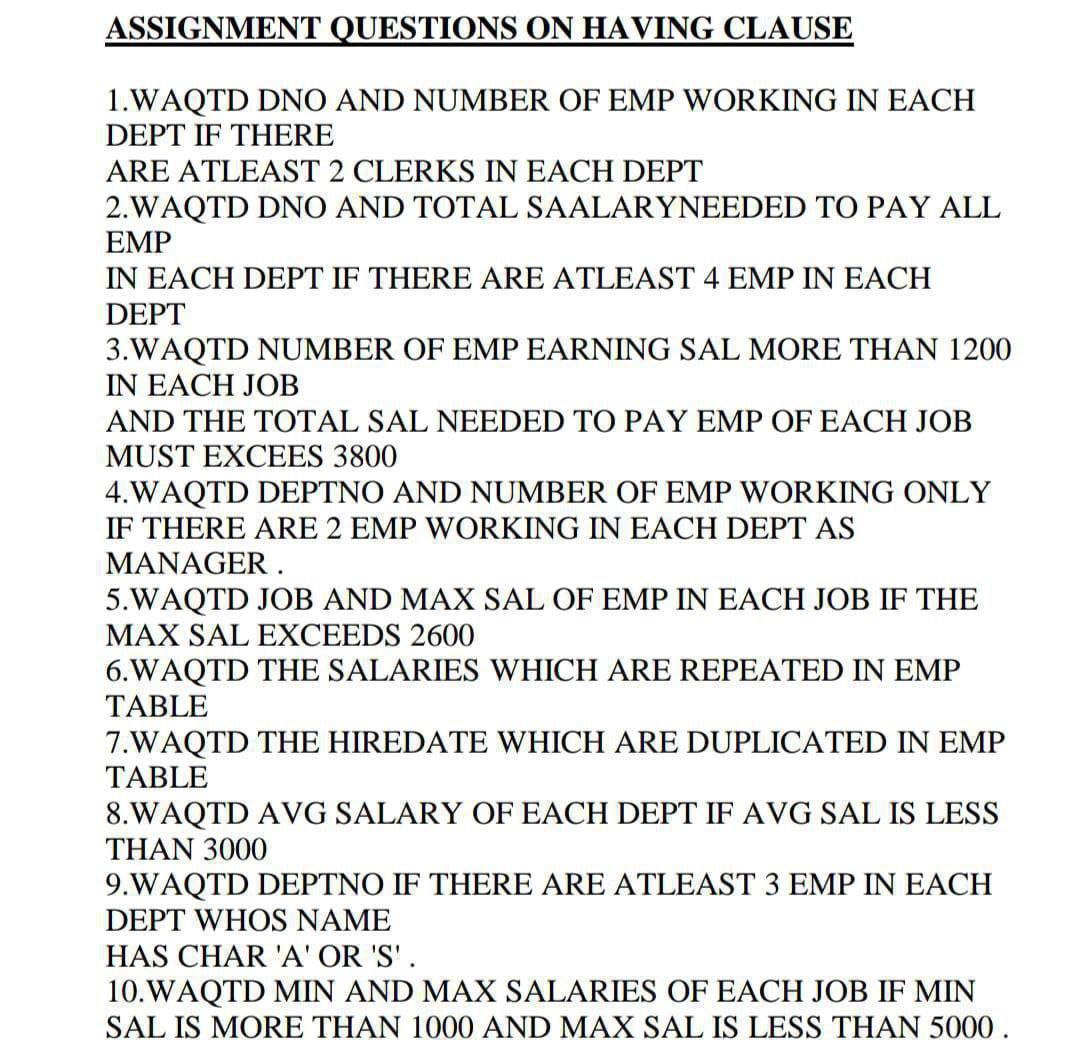 ASSIGNMENT QUESTIONS ON HAVING CLAUSE
1.WAQTD DNO AND NUMBER OF EMP WORKING IN EACH
DEPT IF THERE
ARE ATLEAST 2 CLERKS IN EACH DEPT
2.WAQTD DNO AND TOTAL SAALARYNEEDED TO PAY ALL
EMP
IN EACH DEPT IF THERE ARE ATLEAST 4 EMP IN EACH
DEPT
3.WAQTD NUMBER OF EMP EARNING SAL MORE THAN 1200
IN EACH JOB
AND THE TOTAL SAL NEEDED TO PAY EMP OF EACH JOB
MUST EXCEES 3800
4.WAQTD DEPTNO AND NUMBER OF EMP WORKING ONLY
IF THERE ARE 2 EMP WORKING IN EACH DEPT AS
MANAGER .
5.WAQTD JOB AND MAX SAL OF EMP IN EACH JOB IF THE
MAX SAL EXCEEDS 2600
6.WAQTD THE SALARIES WHICH ARE REPEATED IN EMP
TABLE
7.WAQTD THE HIREDATE WHICH ARE DUPLICATED IN EMP
TABLE
8.WAQTD AVG SALARY OF EACH DEPT IF AVG SAL IS LESS
THAN 3000
9.WAQTD DEPTNO IF THERE ARE ATLEAST 3 EMP IN EACH
DEPT WHOS NAME
HAS CHAR 'A' OR 'S' .
10.WAQTD MIN AND MAX SALARIES OF EACH JOB IF MIN
SAL IS MORE THAN 1000 AND MAX SAL IS LESS THAN 5000 .